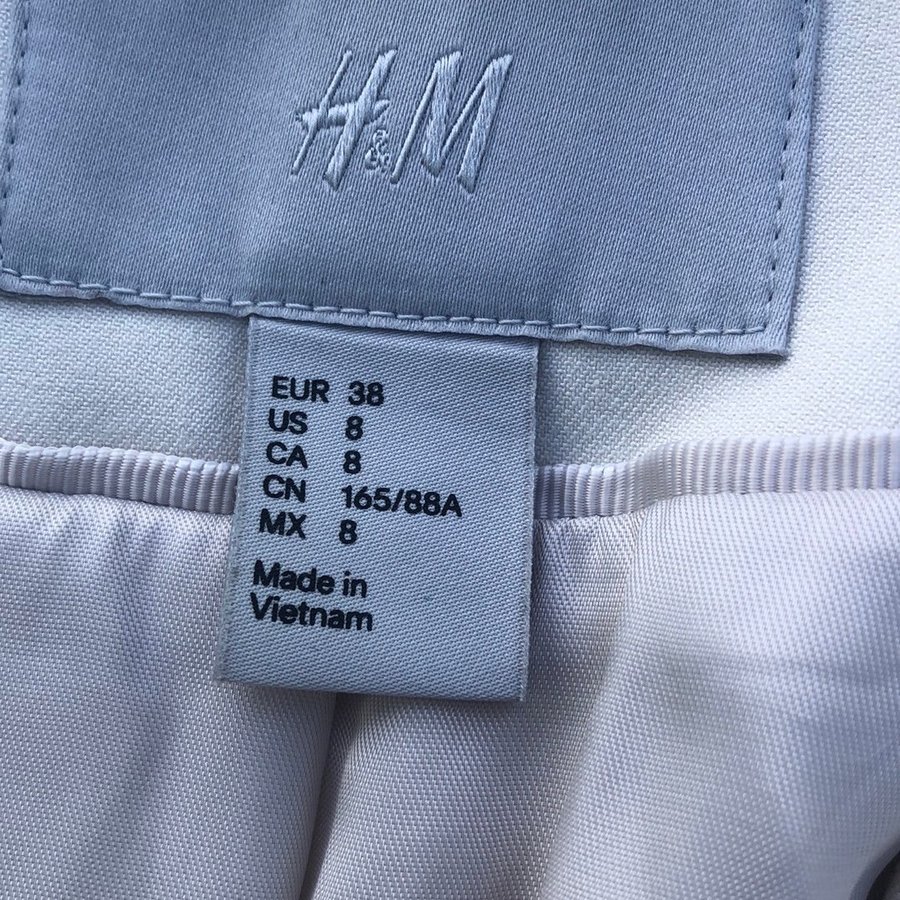 H&M
EUR 38
US 8
CA 8
CN 165/88A
MX 8
Made in
Vietnam